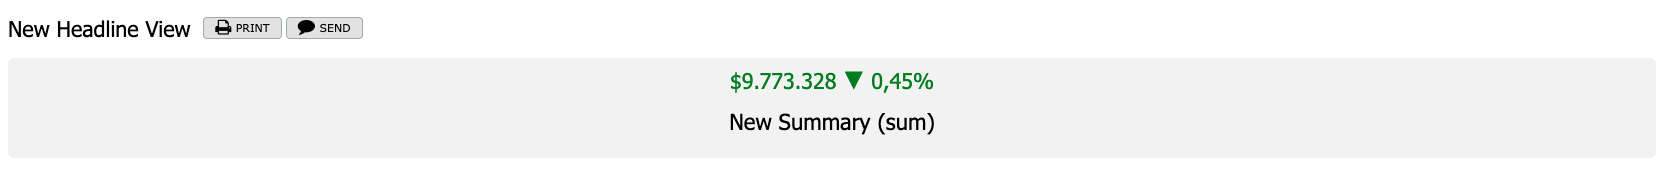 New Headline View PRINT SEND
$9.773.328 ▼ 0,45%
New Summary (sum)